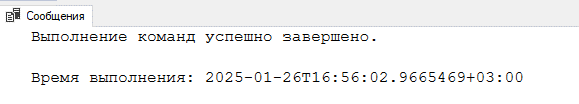 Сообщения
Выполнение команд успешно завершено.
Время выполнения: 2025-01-26T16:56:02.9665469+03:00